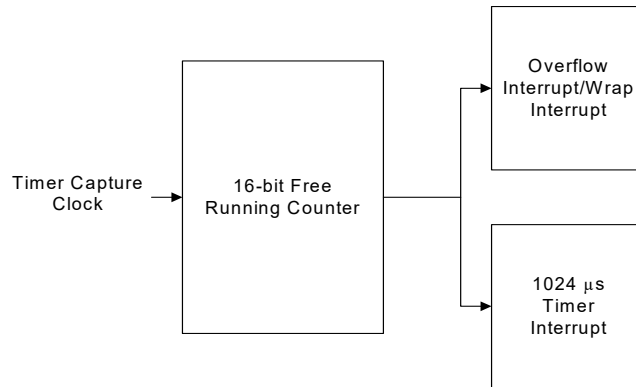 Timer Capture
Clock
16-bit Free
Running Counter
Overflow
Interrupt/Wrap
Interrupt
1024 μs
Timer
Interrupt